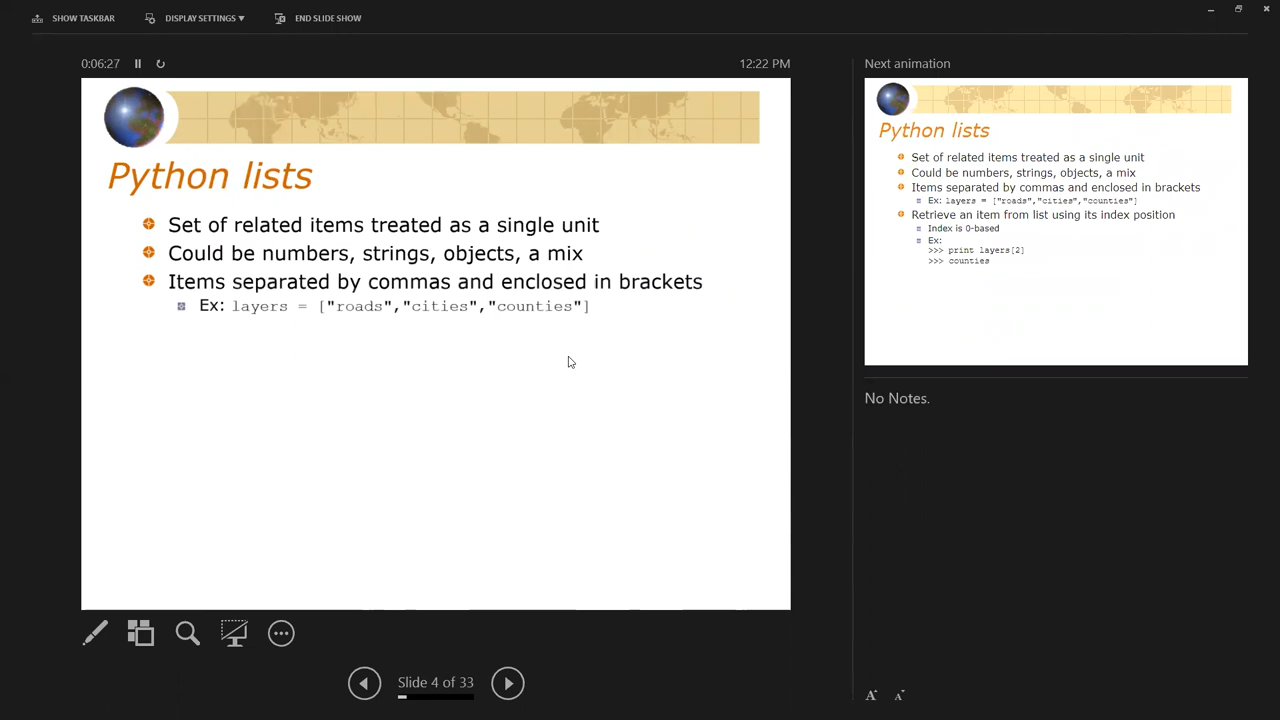 SHOW TASKBAR DISPLAY SETTINGS ▼ END SLIDE SHOW
0:06:27 12:22 PM
Python lists
Set of related items treated as a single unit
Could be numbers, strings, objects, a mix
Items separated by commas and enclosed in brackets
Ex: layers = ["roads","cities","counties"]
Slide 4 of 33
Next animation
Python lists
Set of related items treated as a single unit
Could be numbers, strings, objects, a mix
Items separated by commas and enclosed in brackets
Ex: layers = ["roads","cities","counties"]
Retrieve an item from list using its index position
Index is 0-based
Ex:
>>> print layers[2]
>>> counties
No Notes.
A A